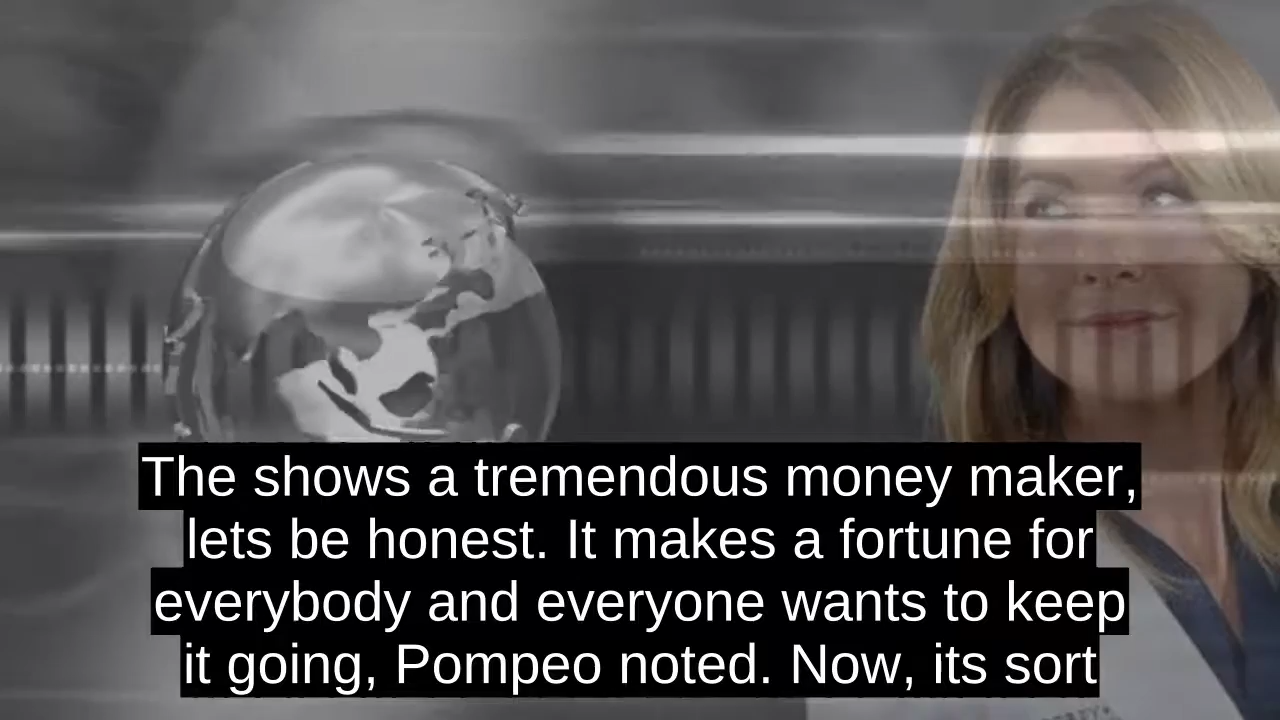 The shows a tremendous money maker,
lets be honest. It makes a fortune for
everybody and everyone wants to keep
it going, Pompeo noted. Now, its sort